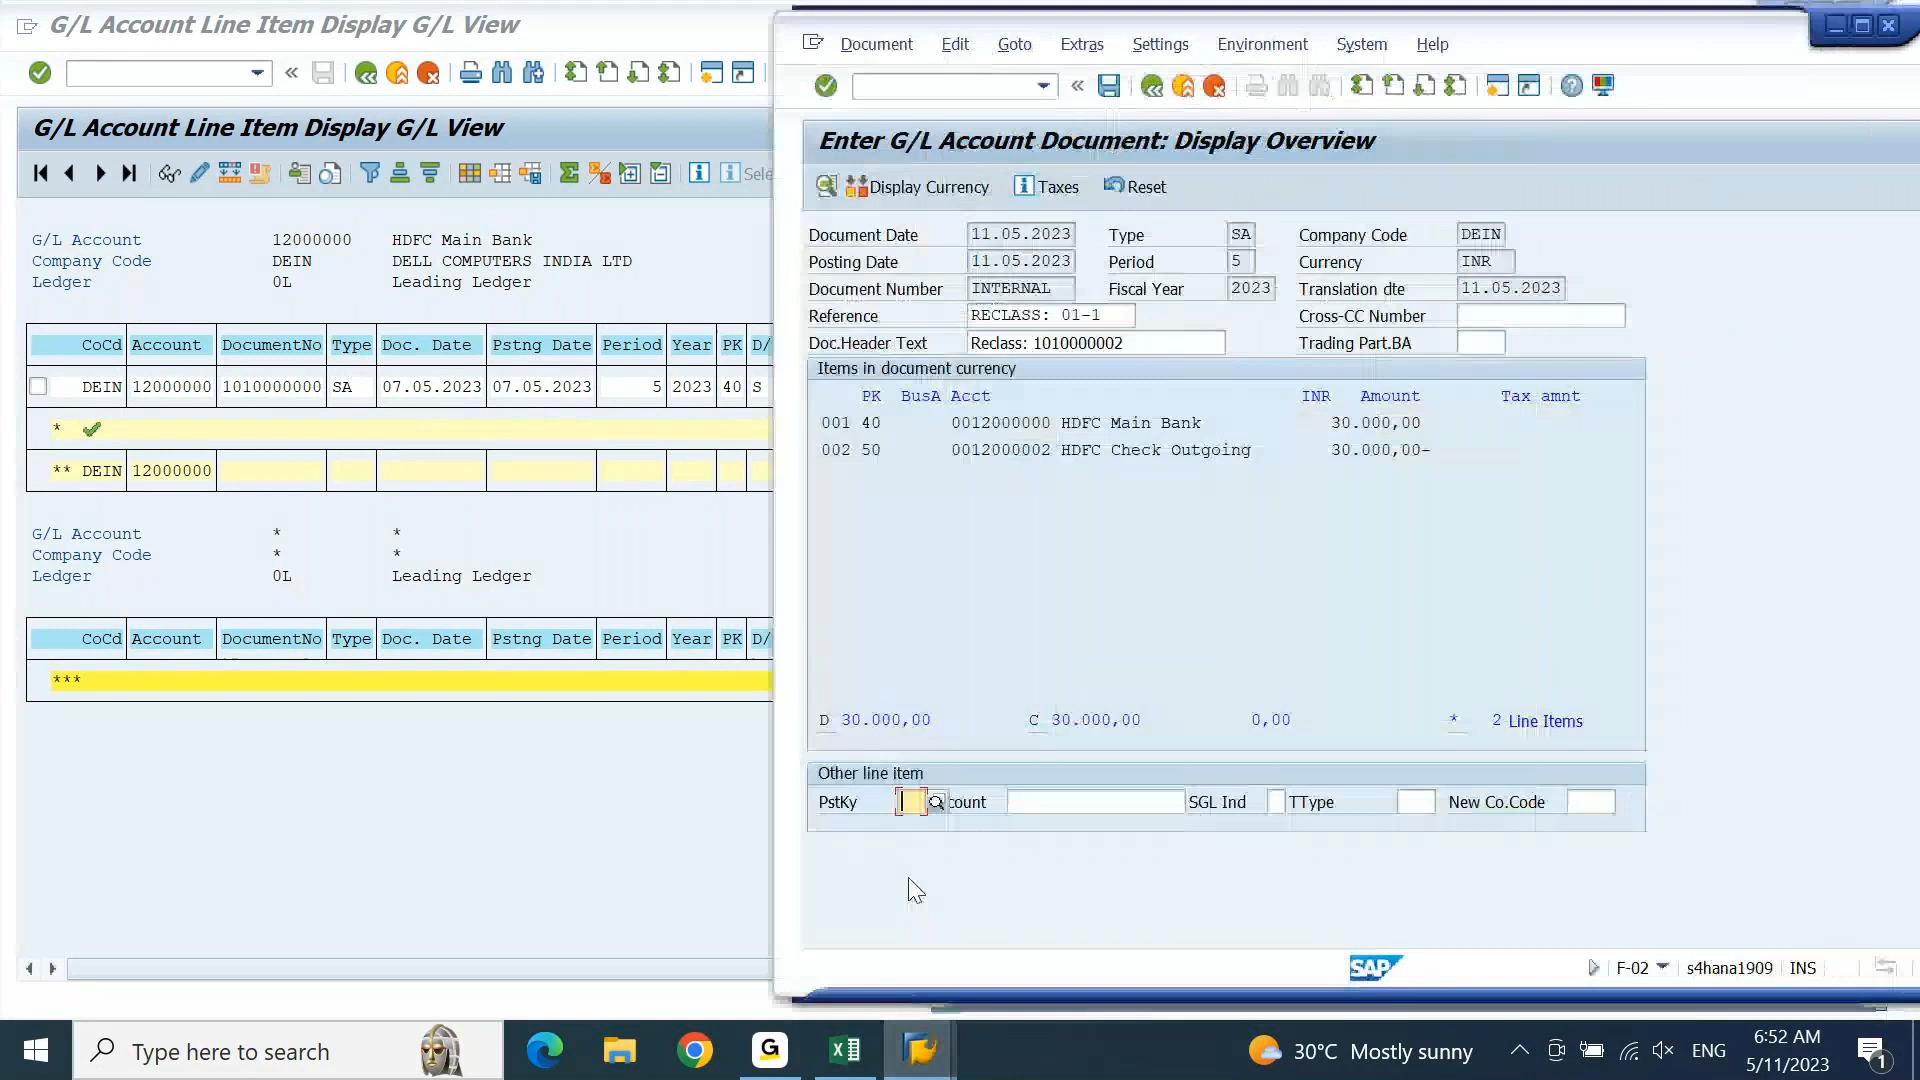 G/L Account Line Item Display G/L View
G/L Account Line Item Display G/L View
G/L Account 12000000 HDFC Main Bank
Company Code DEIN DELL COMPUTERS INDIA LTD
Ledger 0L Leading Ledger
CoCd Account DocumentNo Type Doc. Date Pstng Date Period Year PK D/
DEIN 12000000 1010000000 SA 07.05.2023 07.05.2023 5 2023 40 S
*
** DEIN 12000000
G/L Account * *
Company Code * *
Ledger 0L Leading Ledger
CoCd Account DocumentNo Type Doc. Date Pstng Date Period Year PK D/
***
Document Edit Goto Extras Settings Environment System Help
Enter G/L Account Document: Display Overview
Display Currency Taxes Reset
Document Date 11.05.2023 Type SA Company Code DEIN
Posting Date 11.05.2023 Period 5 Currency INR
Document Number INTERNAL Fiscal Year 2023 Translation dte 11.05.2023
Reference RECLASS: 01-1 Cross-CC Number
Doc.Header Text Reclass: 1010000002 Trading Part.BA
Items in document currency
PK BusA Acct INR Amount Tax amnt
001 40 0012000000 HDFC Main Bank 30.000,00
002 50 0012000002 HDFC Check Outgoing 30.000,00-
D 30.000,00 C 30.000,00 0,00 * 2 Line Items
Other line item
PstKy count SGL Ind TType New Co.Code
SAP F-02 s4hana1909 INS
Type here to search
30°C Mostly sunny ENG 6:52 AM
5/11/2023 1